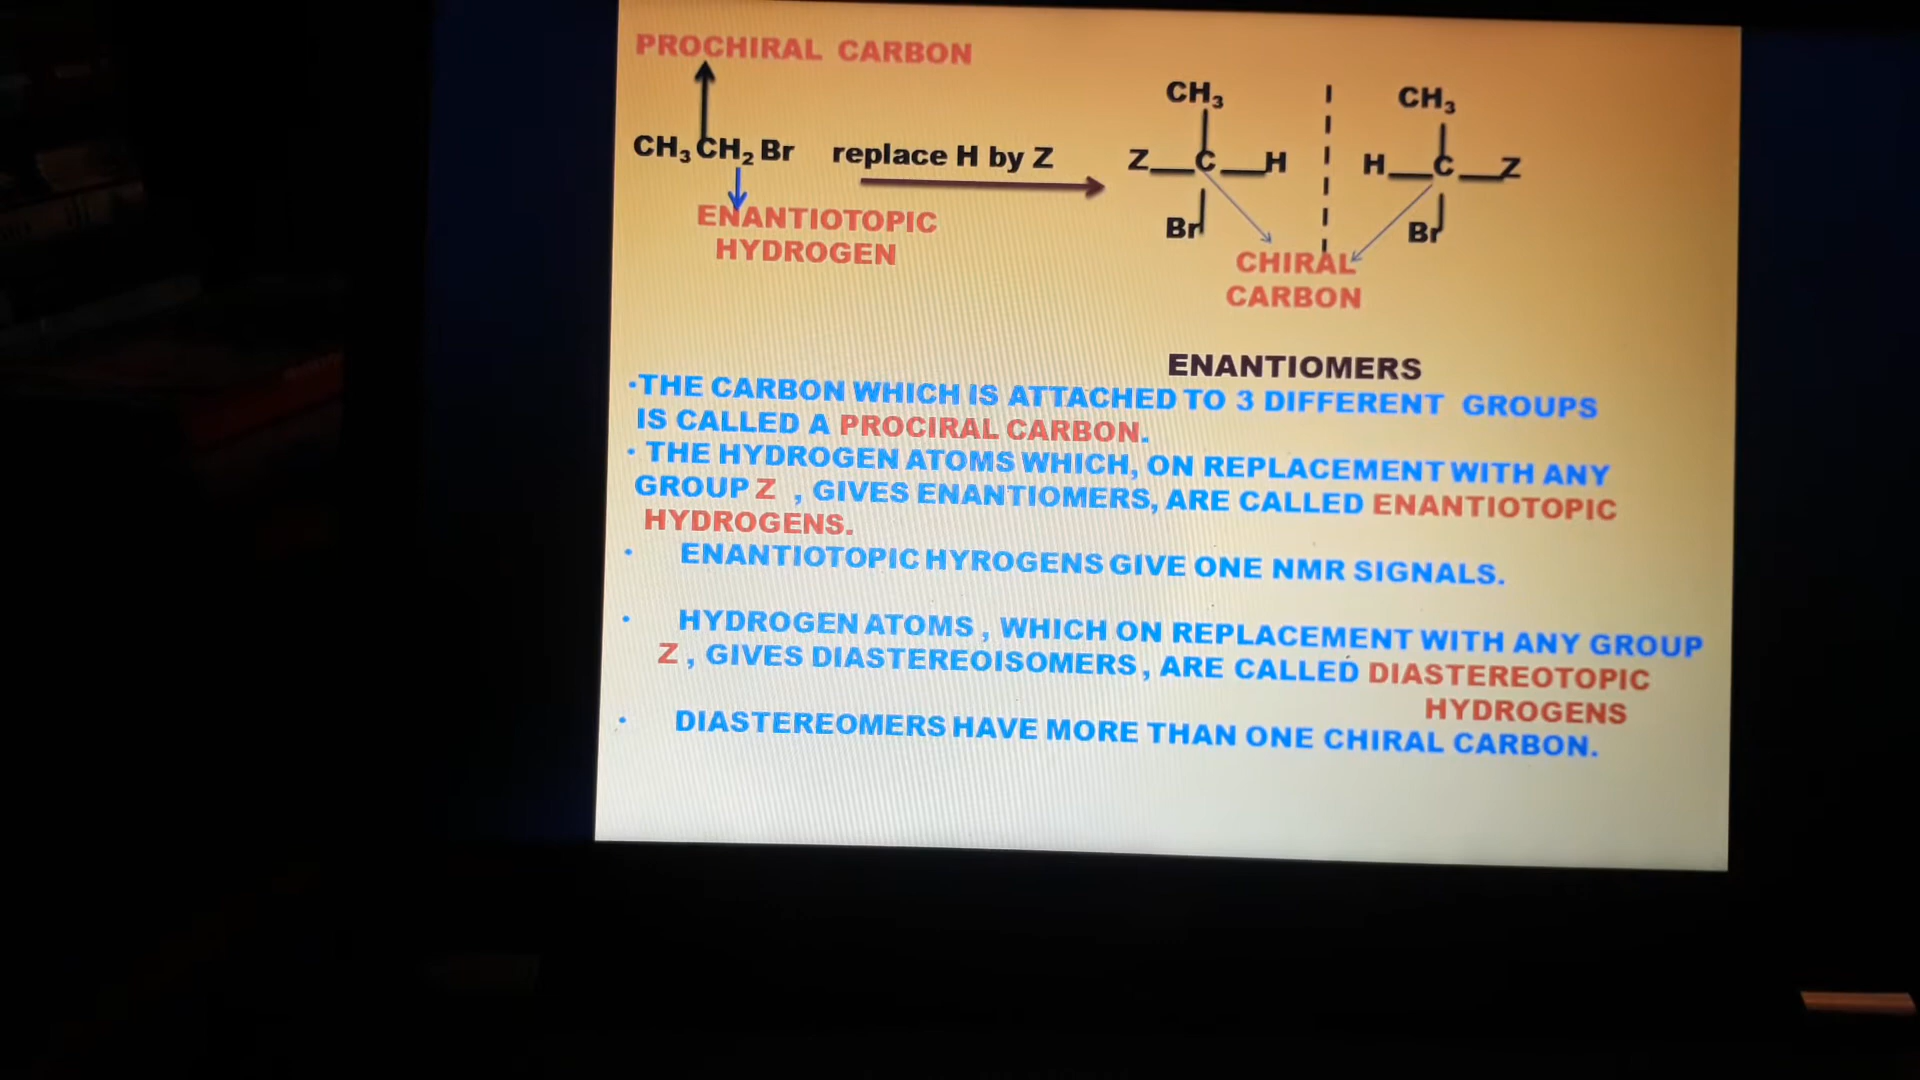 PROCHIRAL CARBON
CH₃CH₂Br replace H by Z
ENANTIOTOPIC
HYDROGEN
CH₃
Z C H
Br
CH₃
H C Z
Br
CHIRAL
CARBON
ENANTIOMERS
•THE CARBON WHICH IS ATTACHED TO 3 DIFFERENT GROUPS
IS CALLED A PROCIRAL CARBON.
• THE HYDROGEN ATOMS WHICH, ON REPLACEMENT WITH ANY
GROUP Z , GIVES ENANTIOMERS, ARE CALLED ENANTIOTOPIC
HYDROGENS.
• ENANTIOTOPIC HYROGENS GIVE ONE NMR SIGNALS.
• HYDROGEN ATOMS , WHICH ON REPLACEMENT WITH ANY GROUP
Z , GIVES DIASTEREOISOMERS , ARE CALLED DIASTEREOTOPIC
HYDROGENS
• DIASTEREOMERS HAVE MORE THAN ONE CHIRAL CARBON.